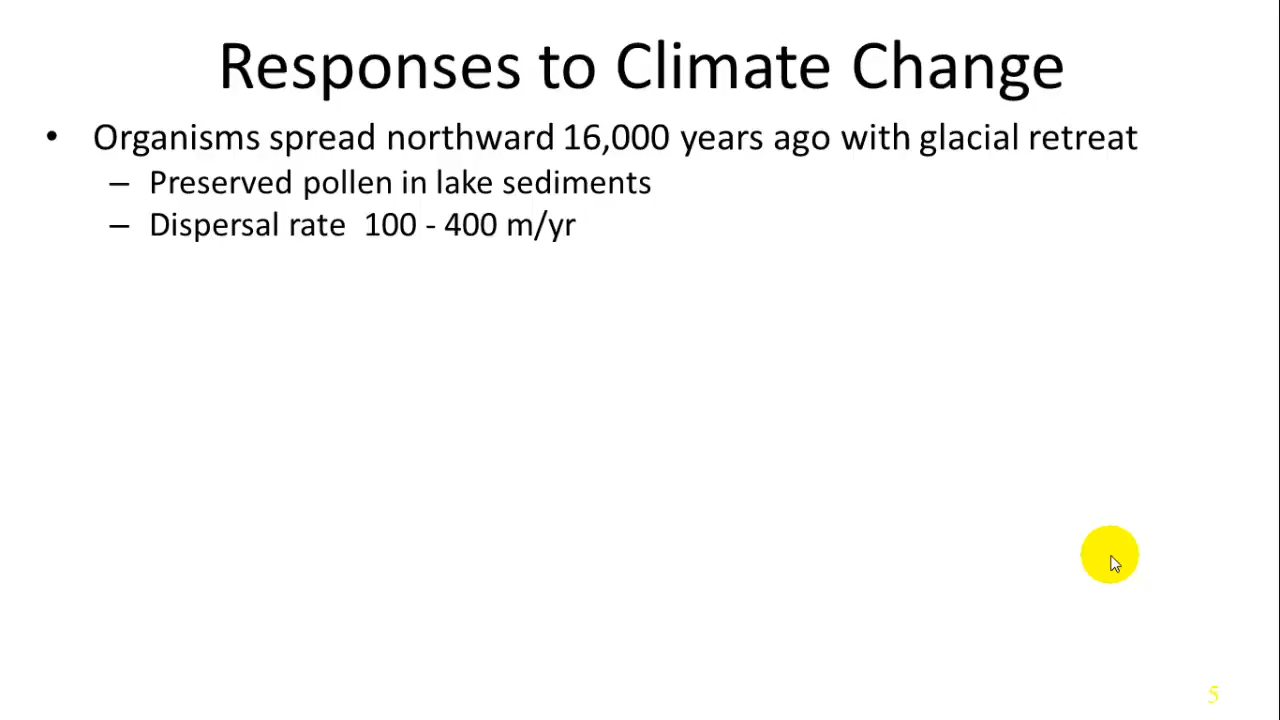 Responses to Climate Change
• Organisms spread northward 16,000 years ago with glacial retreat
– Preserved pollen in lake sediments
– Dispersal rate 100 - 400 m/yr
5